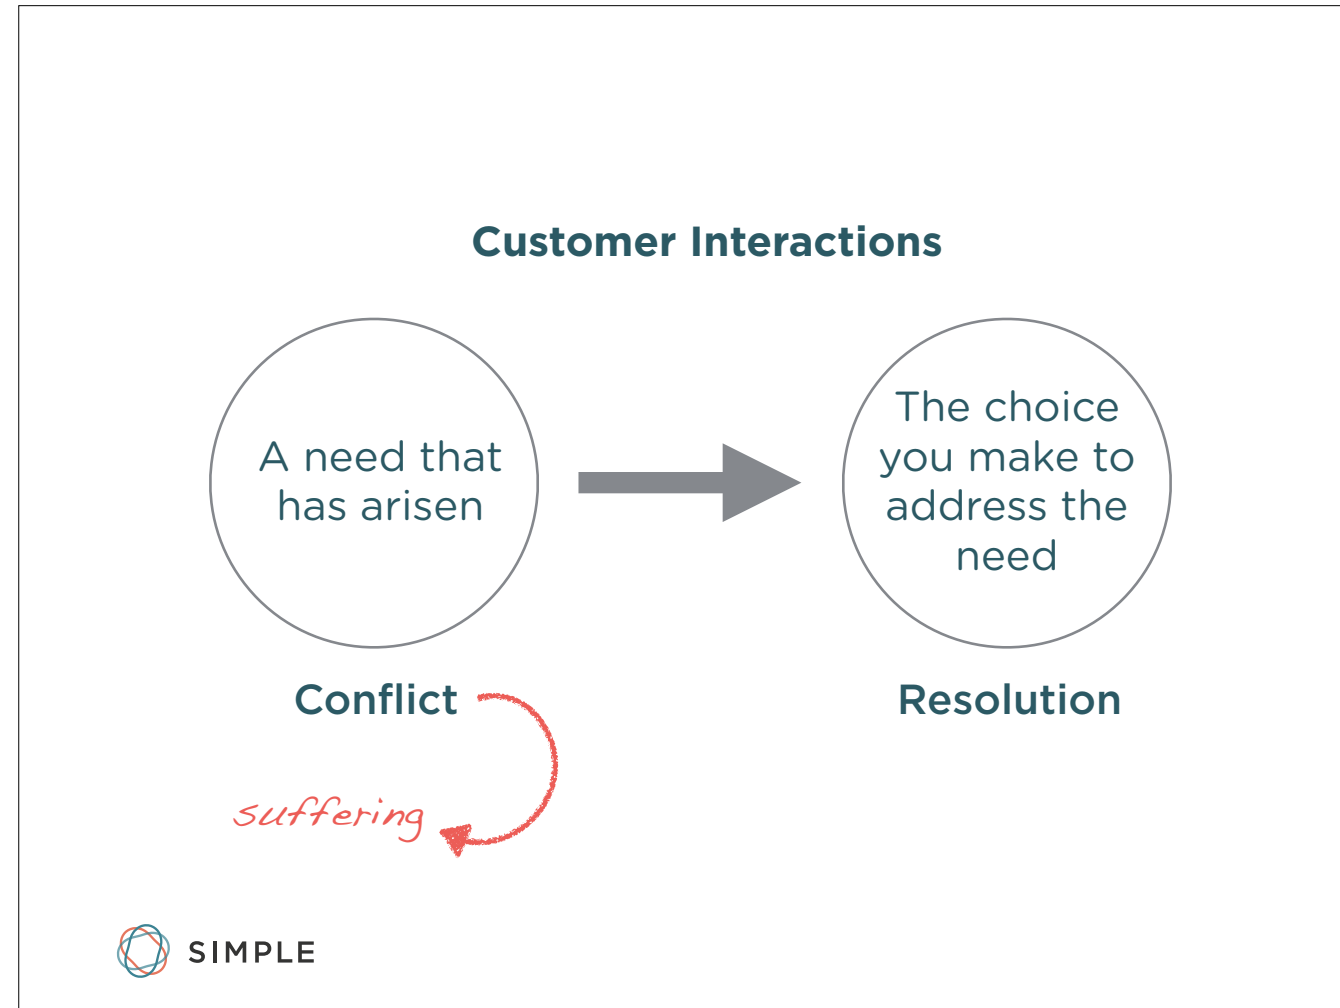 Customer Interactions
A need that
has arisen
The choice
you make to
address the
need
Conflict
Resolution
suffering
SIMPLE